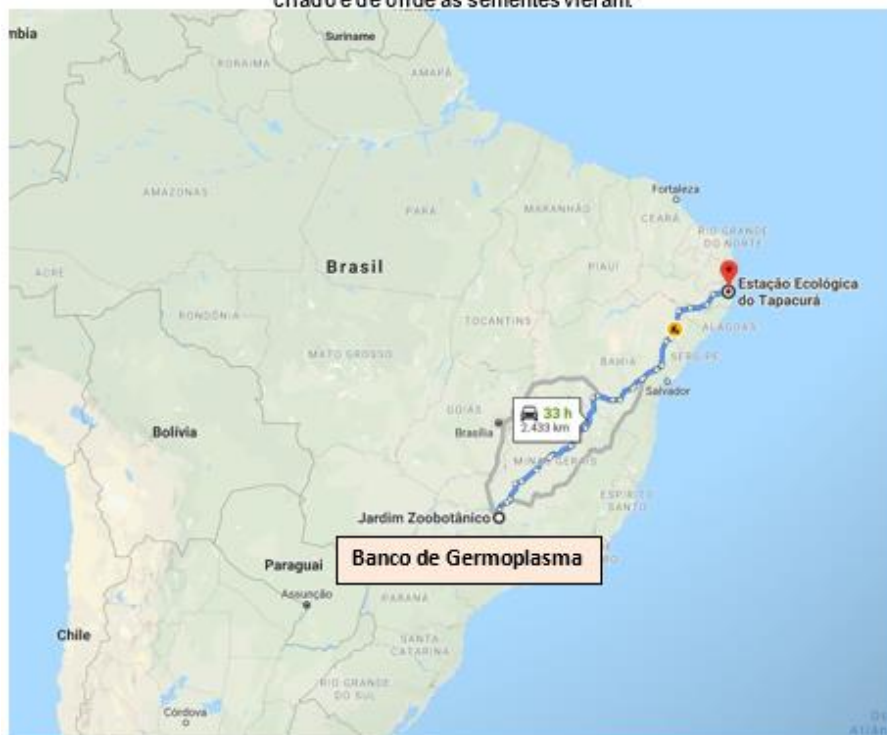 criado e de onde as sementes vieram
mbia
Suriname
RORAIMA
AMAPÁ
AMAZONAS
PARÁ
MARANHÃO
Fortaleza
CEARÁ
RIO GRANDE
DO NORTE
PIAUÍ
Brasil
ACRE
Estação Ecológica
do Tapacurá
RONDÔNIA
TOCANTINS
ALAGOAS
MATO GROSSO
SERGIPE
BAHIA
Salvador
GOIÁS
33 h
2.433 km
Brasília
Bolívia
MINAS GERAIS
ESPÍRITO
SANTO
Jardim Zoobotânico
Banco de Germoplasma
Paraguai
Assunção
PARANÁ
Chile
SANTA
CATARINA
RIO GRANDE
DO SUL
Córdova